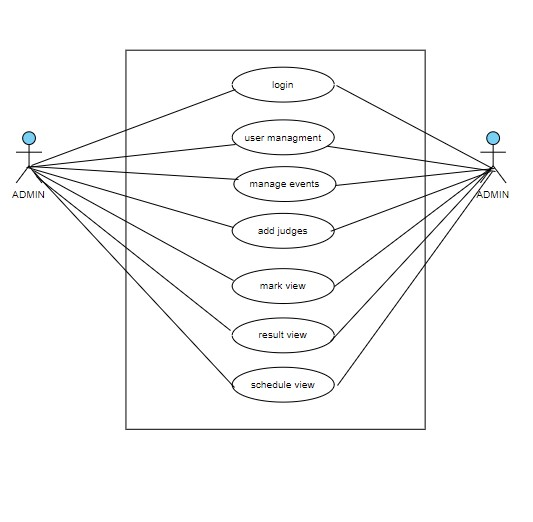 login
user managment
manage events
ADMIN
ADMIN
add judges
mark view
result view
schedule view